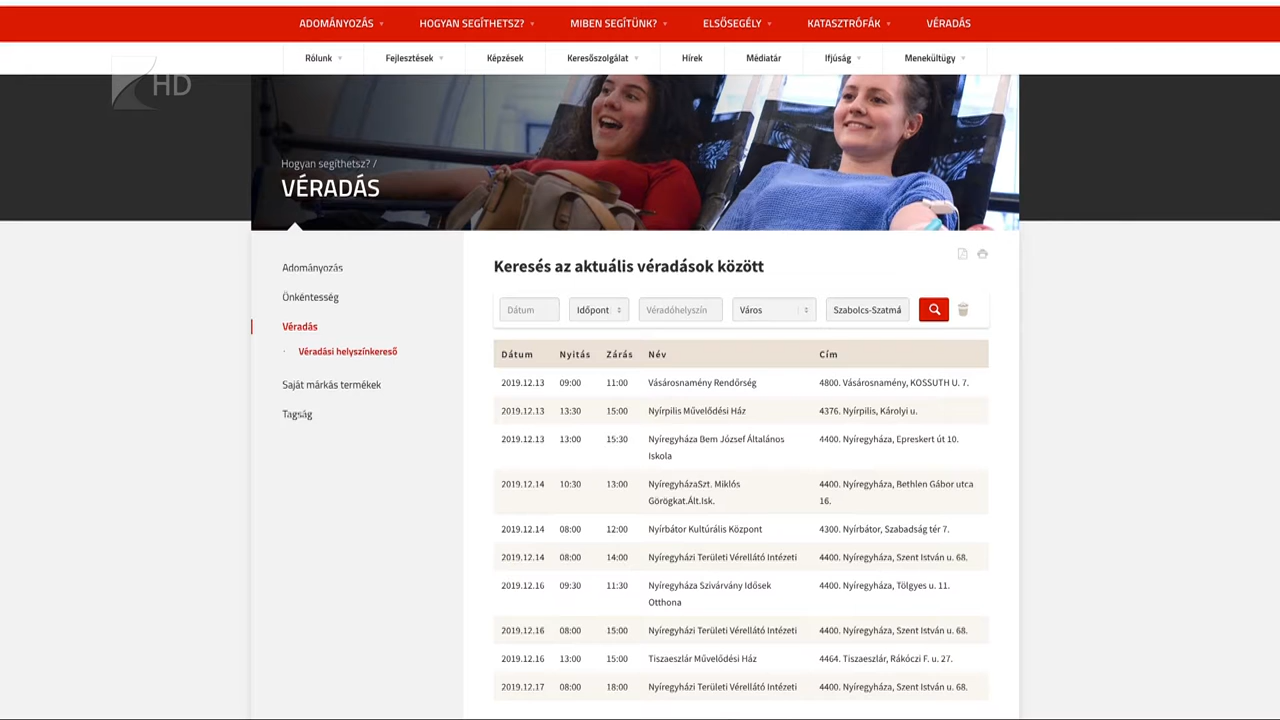 ADOMÁNYOZÁS HOGYAN SEGÍTHETSZ? MIBEN SEGÍTÜNK? ELSŐSEGÉLY KATASZTRÓFÁK VÉRADÁS
Rólunk Fejlesztések Képzések Keresőszolgálat Hírek Médiatár Ifjúság Menekültügy
HD
Hogyan segíthetsz? /
VÉRADÁS
Adományozás
Önkéntesség
Véradás
Véradási helyszínkereső
Saját márkás termékek
Tagság
Keresés az aktuális véradások között
Dátum Időpont Véradóhelyszín Város Szabolcs-Szatmá
Dátum Nyitás Zárás Név Cím
2019.12.13 09:00 11:00 Vásárosnamény Rendőrség 4800. Vásárosnamény, KOSSUTH U. 7.
2019.12.13 13:30 15:00 Nyírpilis Művelődési Ház 4376. Nyírpilis, Károlyi u.
2019.12.13 13:00 15:30 Nyíregyháza Bem József Általános 4400. Nyíregyháza, Epreskert út 10.
Iskola
2019.12.14 10:30 13:00 NyíregyházaSzt. Miklós 4400. Nyíregyháza, Bethlen Gábor utca
Görögkat.Ált.Isk. 16.
2019.12.14 08:00 12:00 Nyírbátor Kultúrális Központ 4300. Nyírbátor, Szabadság tér 7.
2019.12.14 08:00 14:00 Nyíregyházi Területi Vérellátó Intézeti 4400. Nyíregyháza, Szent István u. 68.
2019.12.16 09:30 11:30 Nyíregyháza Szivárvány Idősek 4400. Nyíregyháza, Tölgyes u. 11.
Otthona
2019.12.16 08:00 15:00 Nyíregyházi Területi Vérellátó Intézeti 4400. Nyíregyháza, Szent István u. 68.
2019.12.16 13:00 15:00 Tiszaeszlár Művelődési Ház 4464. Tiszaeszlár, Rákóczi F. u. 27.
2019.12.17 08:00 18:00 Nyíregyházi Területi Vérellátó Intézeti 4400. Nyíregyháza, Szent István u. 68.